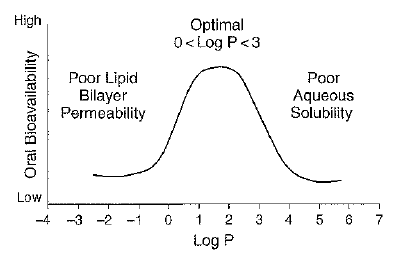 High
Optimal
0 < Log P < 3
Poor Lipid
Bilayer
Permeability
Poor
Aqueous
Solubility
Oral Bioavailability
Low
-4 -3 -2 -1 0 1 2 3 4 5 6 7
Log P